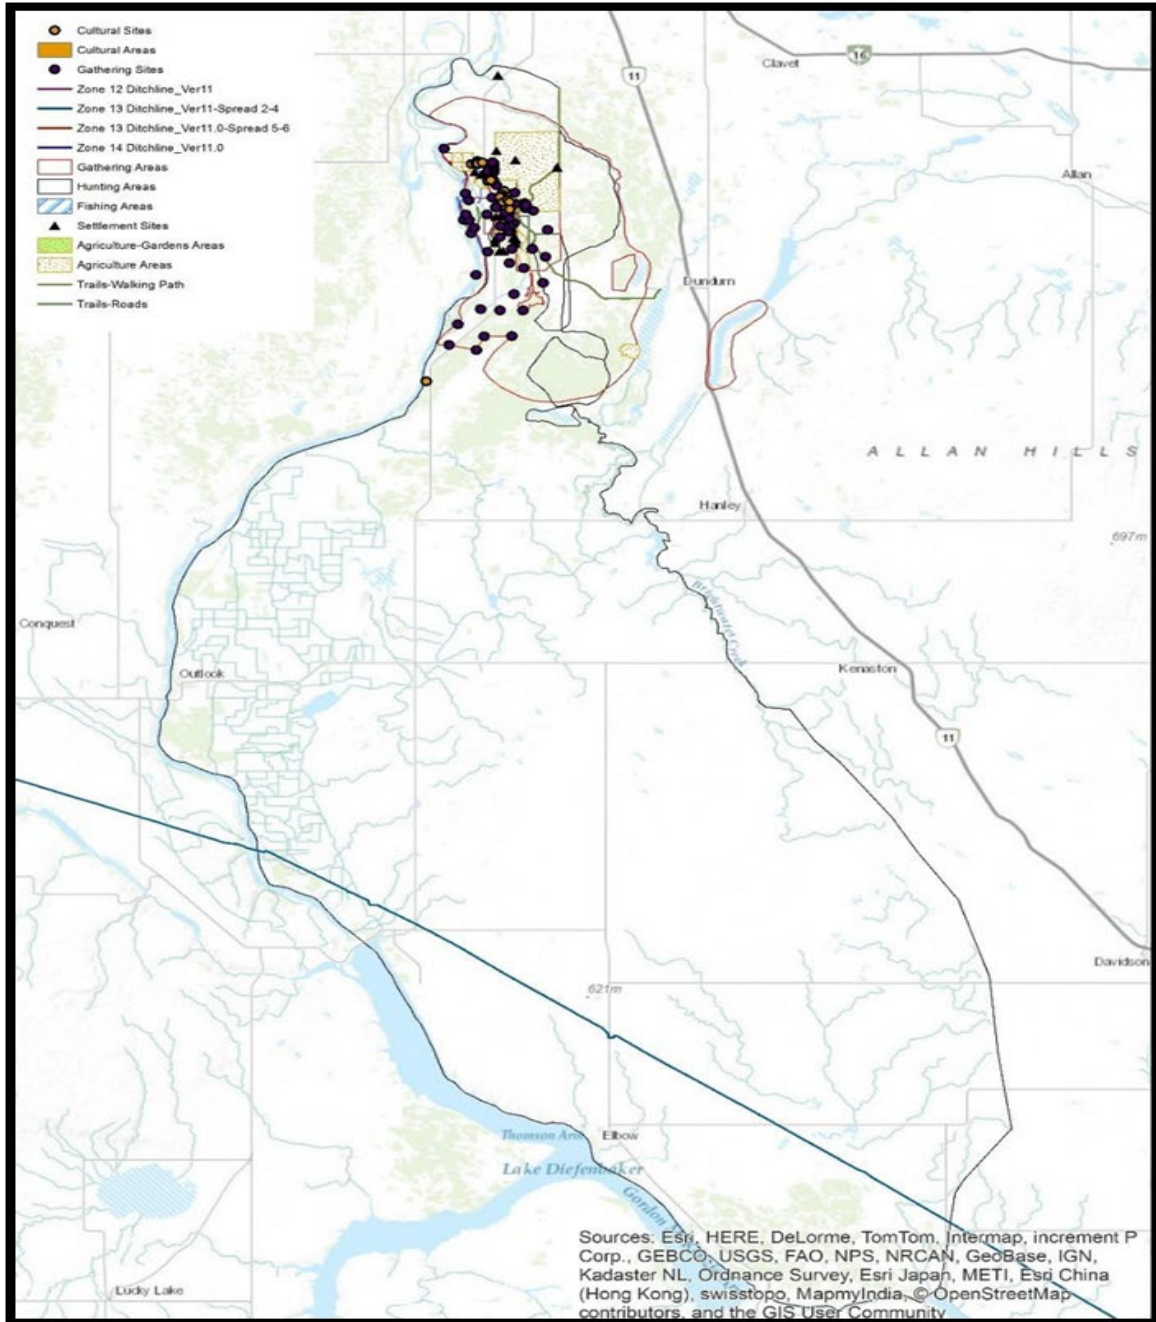 Cultural Sites
Cultural Areas
Gathering Sites
Zone 12 Ditchline_Ver11
Zone 13 Ditchline_Ver11-Spread 2-4
Zone 13 Ditchline_Ver11.0-Spread 5-6
Zone 14 Ditchline_Ver11.0
Gathering Areas
Hunting Areas
Fishing Areas
Settlement Sites
Agriculture-Gardens Areas
Agriculture Areas
Trails-Walking Path
Trails-Roads
16
Clavet
11
Allan
Dundurn
ALLAN HILLS
Hanley
697m
Brightwater Creek
Conquest
Kenaston
Outlook
11
Davidson
621m
Thomson Arm
Elbow
Lake Diefenbaker
Gordon
Lucky Lake
Sources: Esri, HERE, DeLorme, TomTom, Intermap, increment P
Corp., GEBCO, USGS, FAO, NPS, NRCAN, GeoBase, IGN,
Kadaster NL, Ordnance Survey, Esri Japan, METI, Esri China
(Hong Kong), swisstopo, MapmyIndia, © OpenStreetMap
contributors, and the GIS User Community